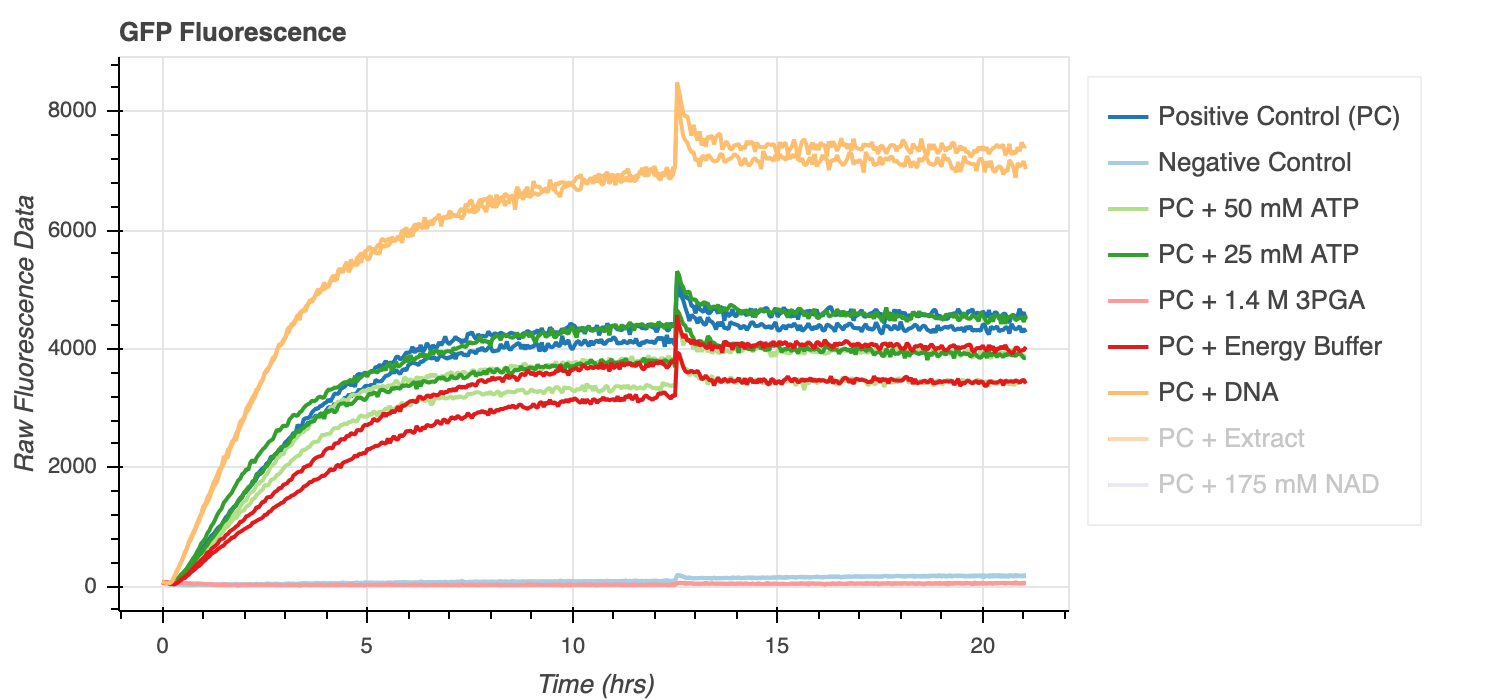 GFP Fluorescence
Raw Fluorescence Data
8000
6000
4000
2000
0
0 5 10 15 20
Time (hrs)
Positive Control (PC)
Negative Control
PC + 50 mM ATP
PC + 25 mM ATP
PC + 1.4 M 3PGA
PC + Energy Buffer
PC + DNA
PC + Extract
PC + 175 mM NAD